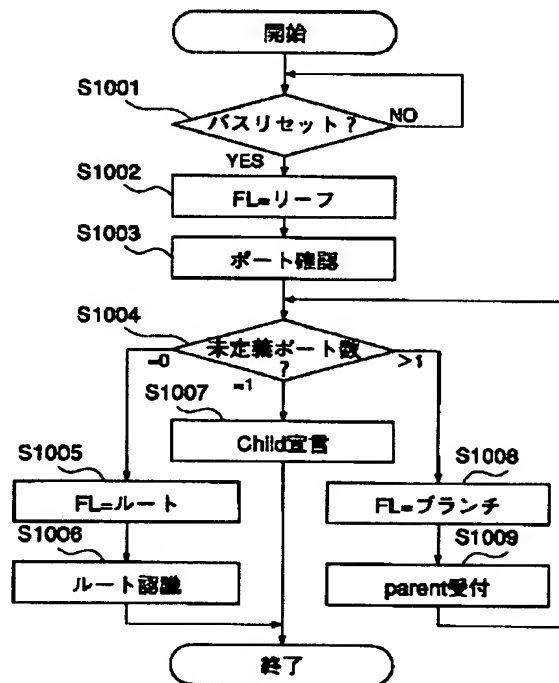 開始
S1001
バスリセット?
NO
YES
S1002
FL=リーフ
S1003
ポート確認
S1004
未定義ポート数
?
=0
=1
>1
S1007
Child宣言
S1005
FL=ルート
S1008
FL=ブランチ
S1006
ルート認識
S1009
parent受付
終了